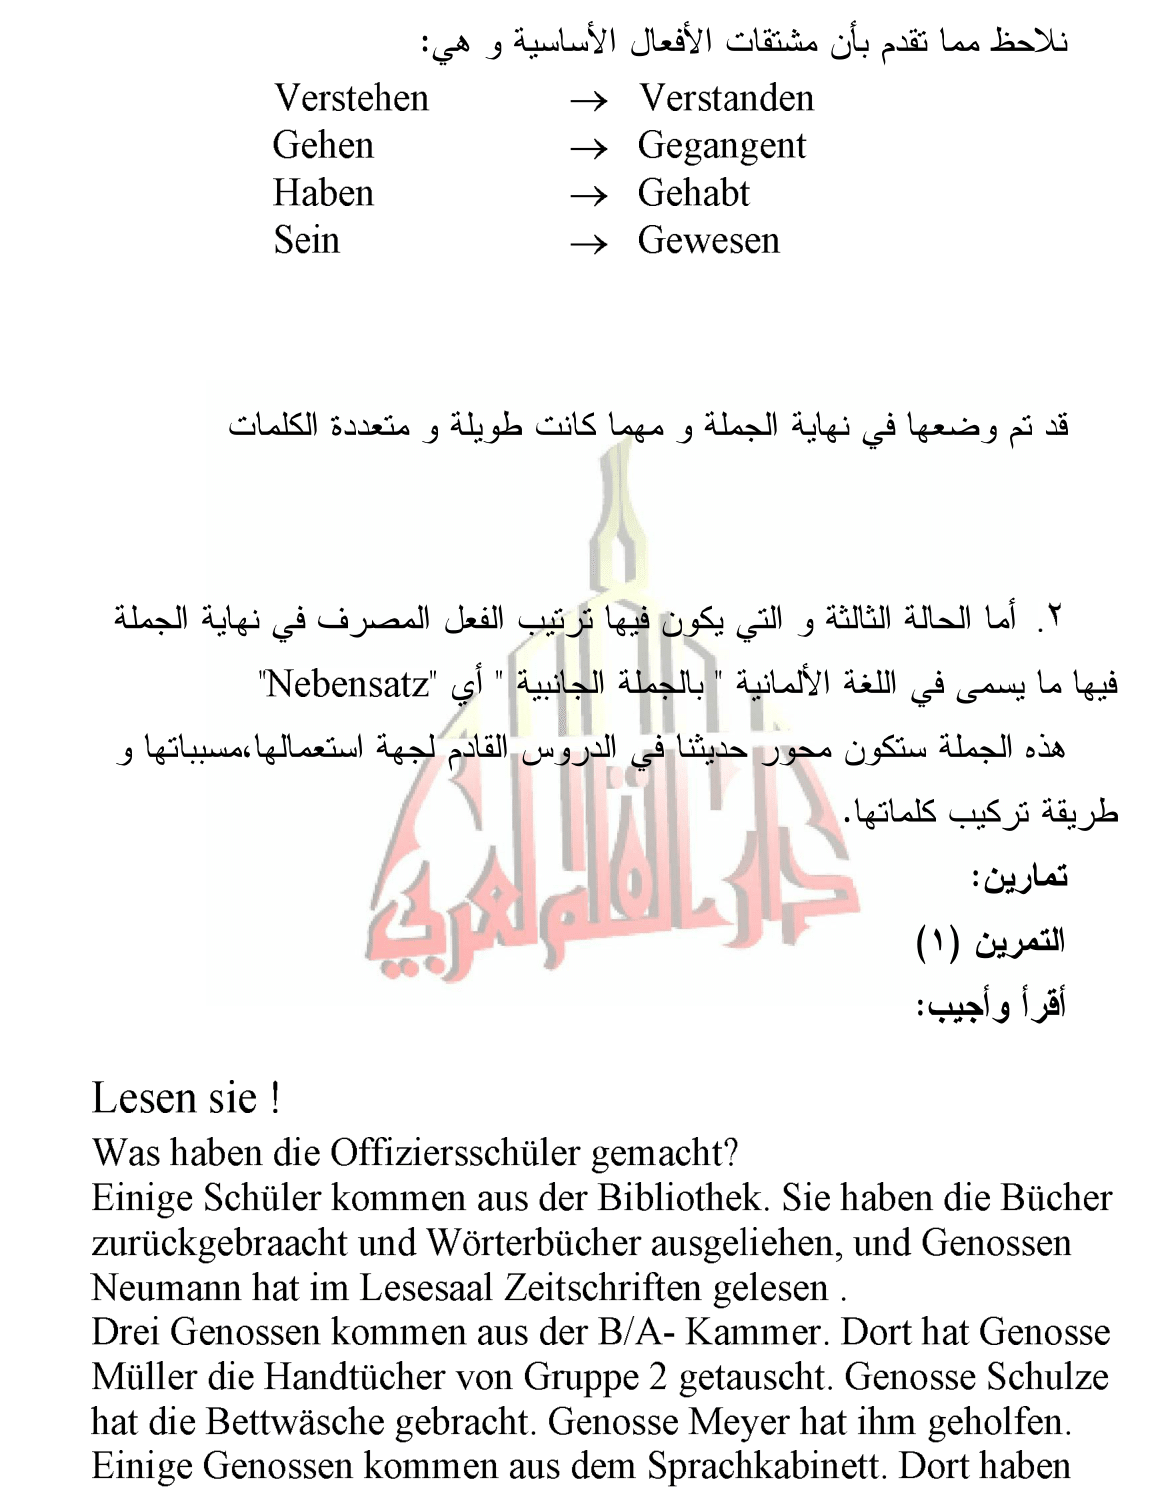 نلاحظ مما تقدم بأن مشتقات الأفعال الأساسية و هي:
Verstehen → Verstanden
Gehen → Gegangent
Haben → Gehabt
Sein → Gewesen
قد تم وضعها في نهاية الجملة و مهما كانت طويلة و متعددة الكلمات
٢. أما الحالة الثالثة و التي يكون فيها ترتيب الفعل المصرف في نهاية الجملة
فيها ما يسمى في اللغة الألمانية " بالجملة الجانبية " أي "Nebensatz"
هذه الجملة ستكون محور حديثنا في الدروس القادم لجهة استعمالها،مسبباتها و
طريقة تركيب كلماتها.
دار القلم العربي
تمارين:
التمرين (١)
أقرأ وأجيب:
Lesen sie !
Was haben die Offiziersschüler gemacht?
Einige Schüler kommen aus der Bibliothek. Sie haben die Bücher
zurückgebraacht und Wörterbücher ausgeliehen, und Genossen
Neumann hat im Lesesaal Zeitschriften gelesen .
Drei Genossen kommen aus der B/A- Kammer. Dort hat Genosse
Müller die Handtücher von Gruppe 2 getauscht. Genosse Schulze
hat die Bettwäsche gebracht. Genosse Meyer hat ihm geholfen.
Einige Genossen kommen aus dem Sprachkabinett. Dort haben